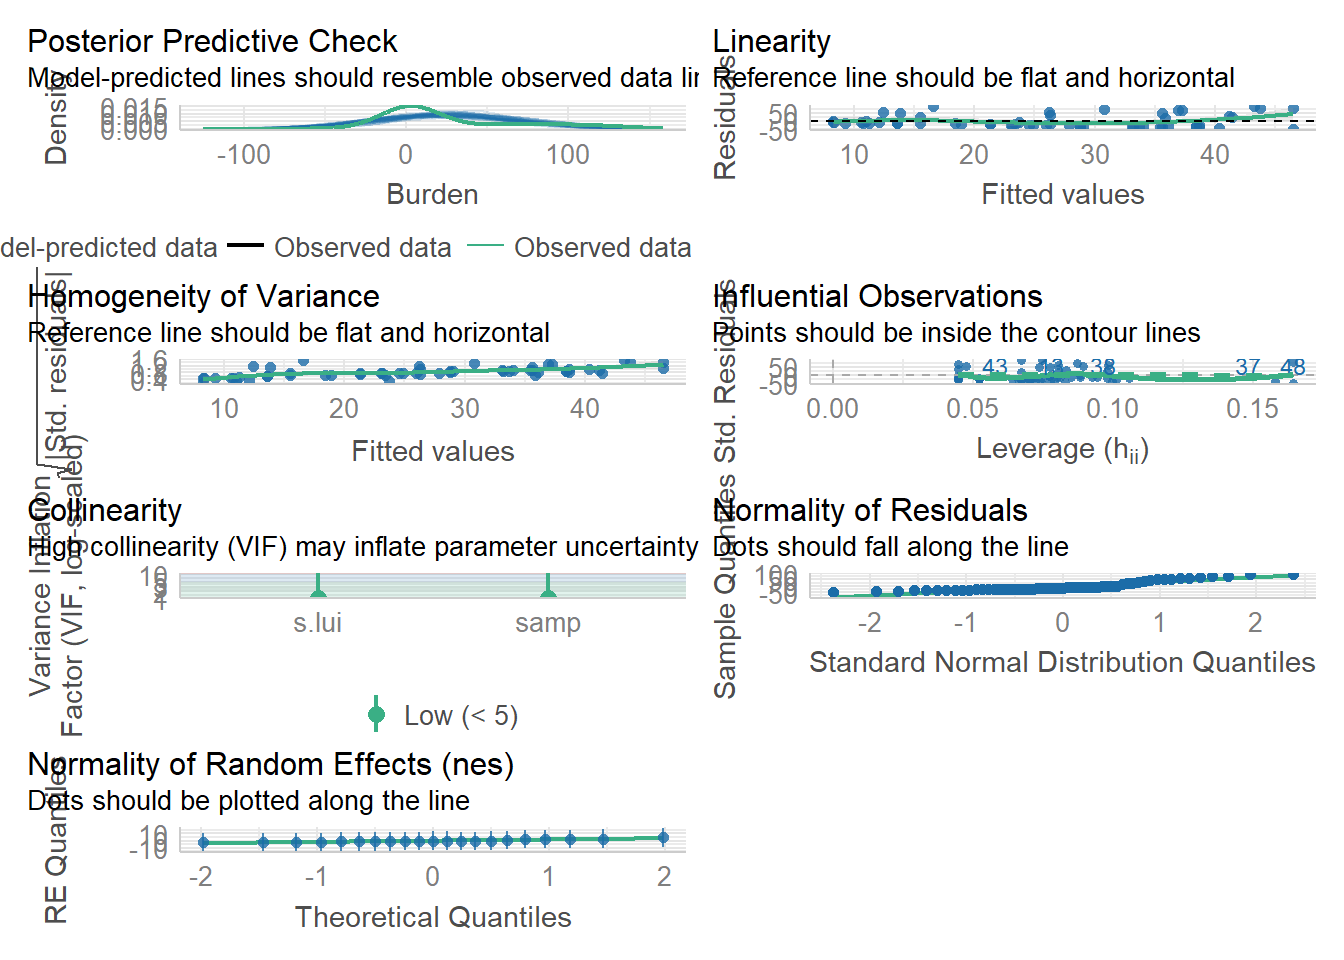 Posterior Predictive Check
Model-predicted lines should resemble observed data lin
Density
0.015
0.000
-100 0 100
Burden
del-predicted data Observed data Observed data
Linearity
Reference line should be flat and horizontal
Residuals
50
0
-50
10 20 30 40
Fitted values
Homogeneity of Variance
Reference line should be flat and horizontal
|Std. residuals|
1.6
0.4
10 20 30 40
Fitted values
Influential Observations
Points should be inside the contour lines
Std. Residuals
50
0
-50
43 38 37 48
0.00 0.05 0.10 0.15
Leverage (hii)
Collinearity
High collinearity (VIF) may inflate parameter uncertainty
Variance Inflation
Factor (VIF, log-scaled)
10
1
s.lui samp
Low (< 5)
Normality of Residuals
Dots should fall along the line
Sample Quantiles
100
50
0
-50
-2 -1 0 1 2
Standard Normal Distribution Quantiles
Normality of Random Effects (nes)
Dots should be plotted along the line
RE Quantiles
10
0
-10
-2 -1 0 1 2
Theoretical Quantiles